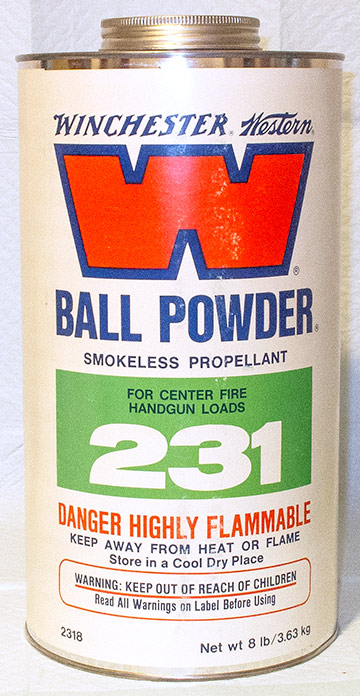 WINCHESTER® Western®
W®
BALL POWDER®
SMOKELESS PROPELLANT
FOR CENTER FIRE
HANDGUN LOADS
231
DANGER HIGHLY FLAMMABLE
KEEP AWAY FROM HEAT OR FLAME
Store in a Cool Dry Place
WARNING: KEEP OUT OF REACH OF CHILDREN
Read All Warnings on Label Before Using
2318 Net wt 8 lb/3.63 kg